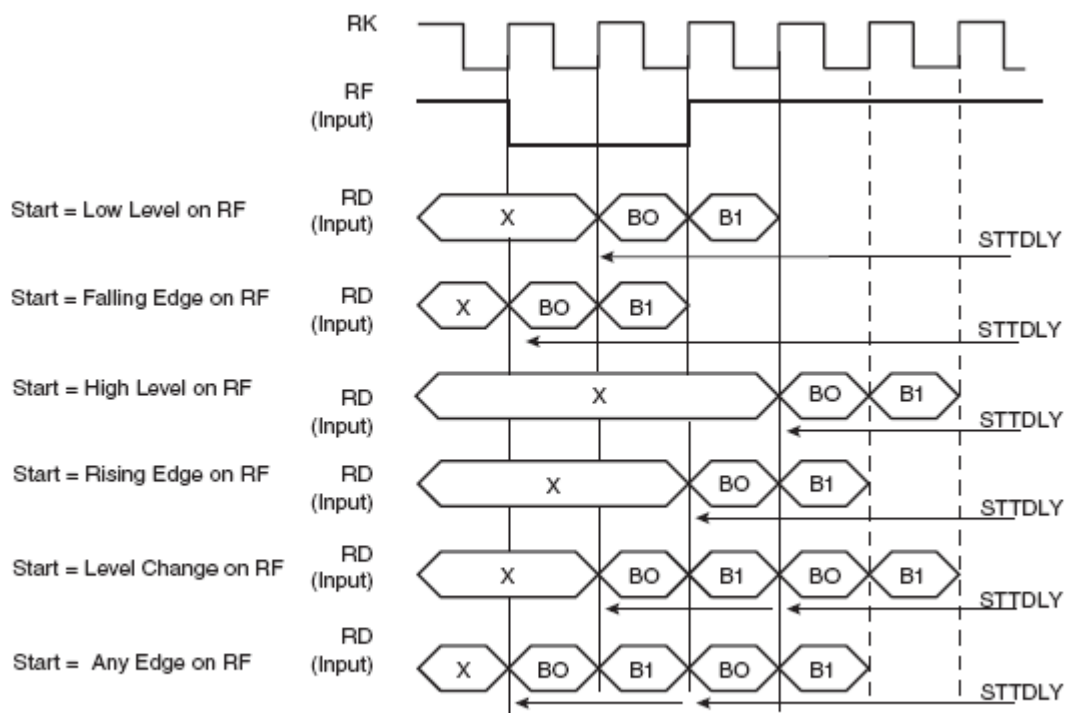 RK
RF
(Input)
Start = Low Level on RF
RD
(Input)
X
BO
B1
STTDLY
Start = Falling Edge on RF
RD
(Input)
X
BO
B1
STTDLY
Start = High Level on RF
RD
(Input)
X
BO
B1
STTDLY
Start = Rising Edge on RF
RD
(Input)
X
BO
B1
STTDLY
Start = Level Change on RF
RD
(Input)
X
BO
B1
BO
B1
STTDLY
Start = Any Edge on RF
RD
(Input)
X
BO
B1
BO
B1
STTDLY